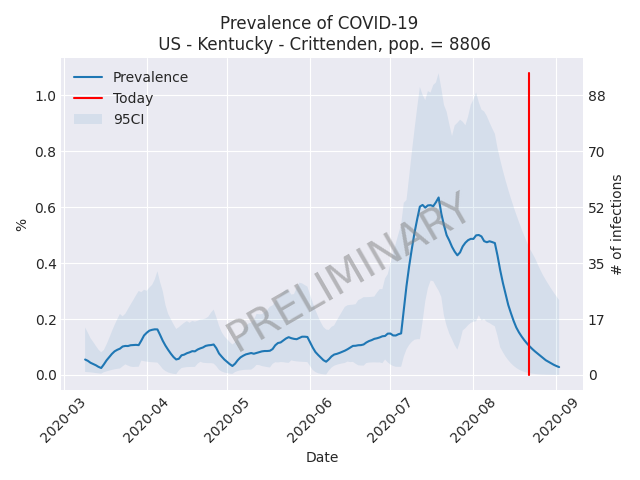 Prevalence of COVID-19
US - Kentucky - Crittenden, pop. = 8806
Prevalence
Today
95CI
PRELIMINARY
%
1.0
0.8
0.6
0.4
0.2
0.0
88
70
52
35
17
0
# of infections
2020-03
2020-04
2020-05
2020-06
2020-07
2020-08
2020-09
Date